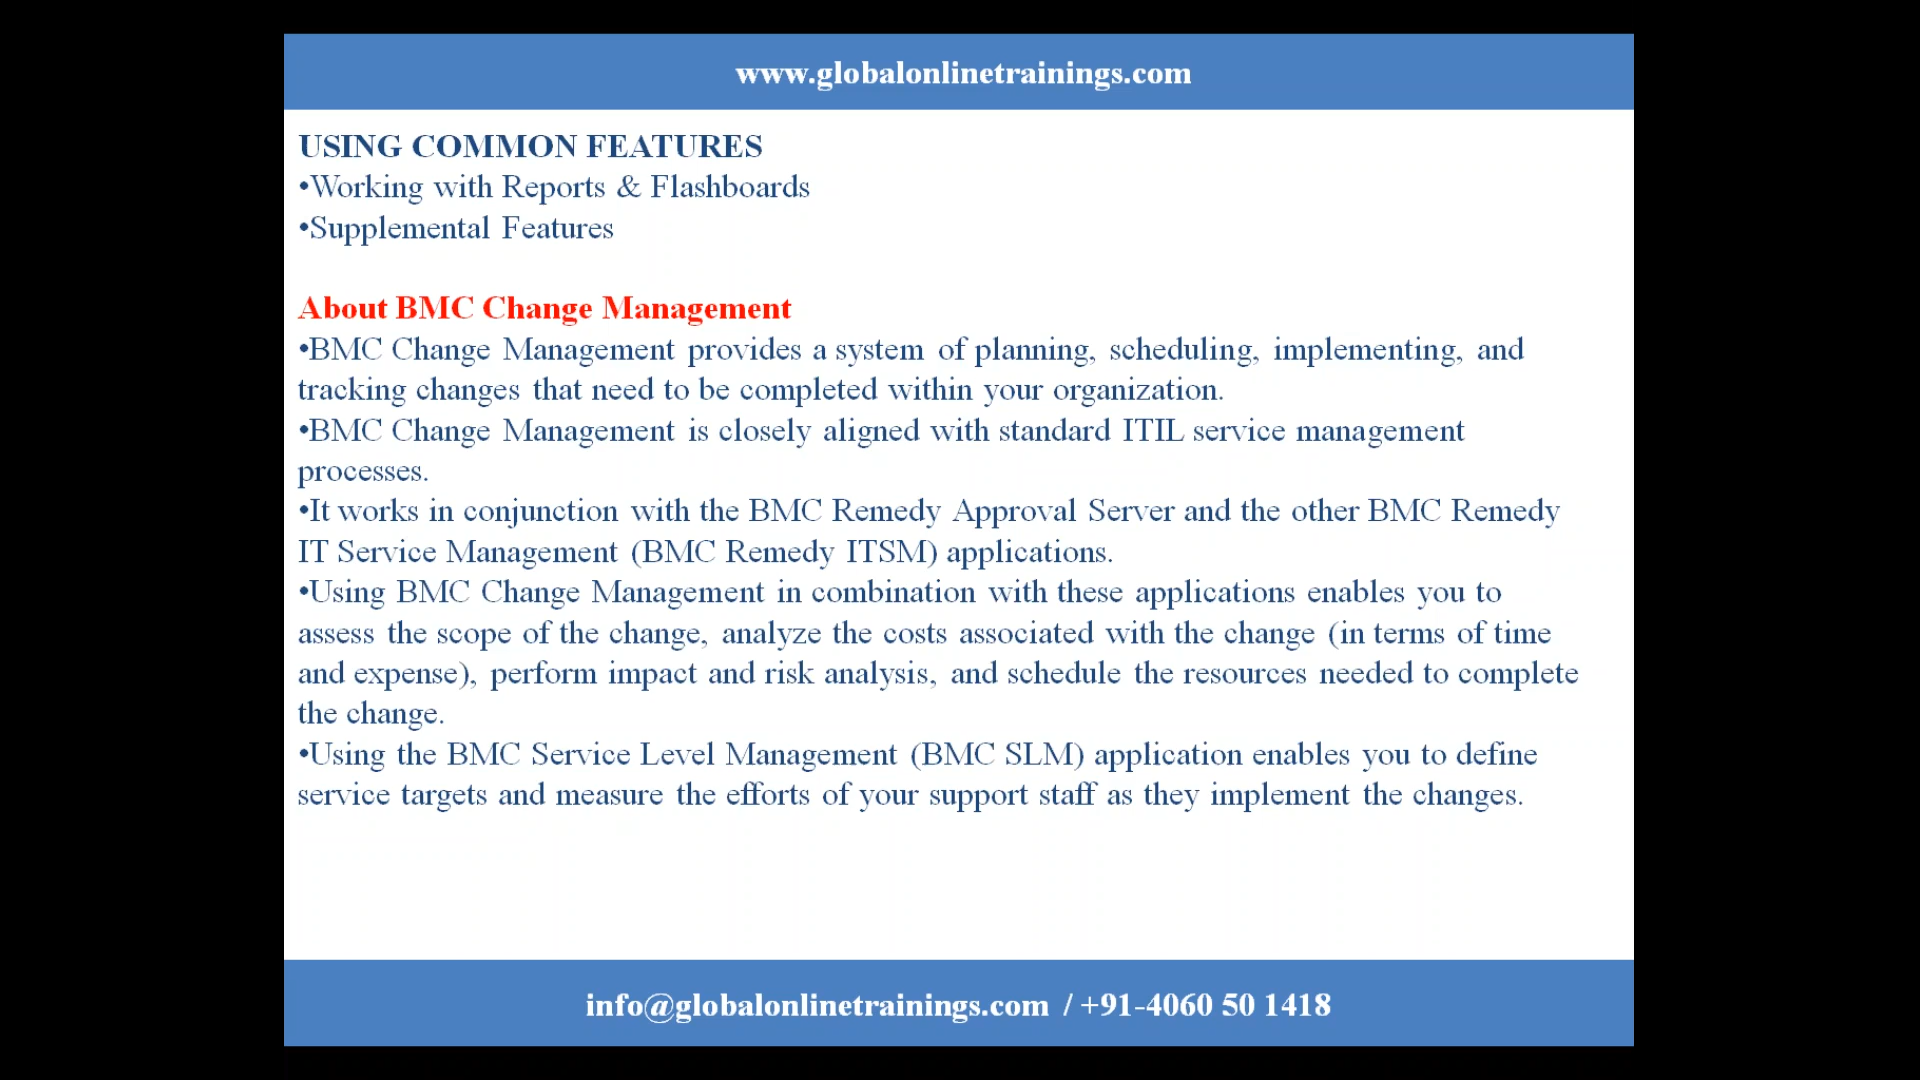 www.globalonlinetrainings.com
USING COMMON FEATURES
•Working with Reports & Flashboards
•Supplemental Features
About BMC Change Management
•BMC Change Management provides a system of planning, scheduling, implementing, and
tracking changes that need to be completed within your organization.
•BMC Change Management is closely aligned with standard ITIL service management
processes.
•It works in conjunction with the BMC Remedy Approval Server and the other BMC Remedy
IT Service Management (BMC Remedy ITSM) applications.
•Using BMC Change Management in combination with these applications enables you to
assess the scope of the change, analyze the costs associated with the change (in terms of time
and expense), perform impact and risk analysis, and schedule the resources needed to complete
the change.
•Using the BMC Service Level Management (BMC SLM) application enables you to define
service targets and measure the efforts of your support staff as they implement the changes.
info@globalonlinetrainings.com / +91-4060 50 1418